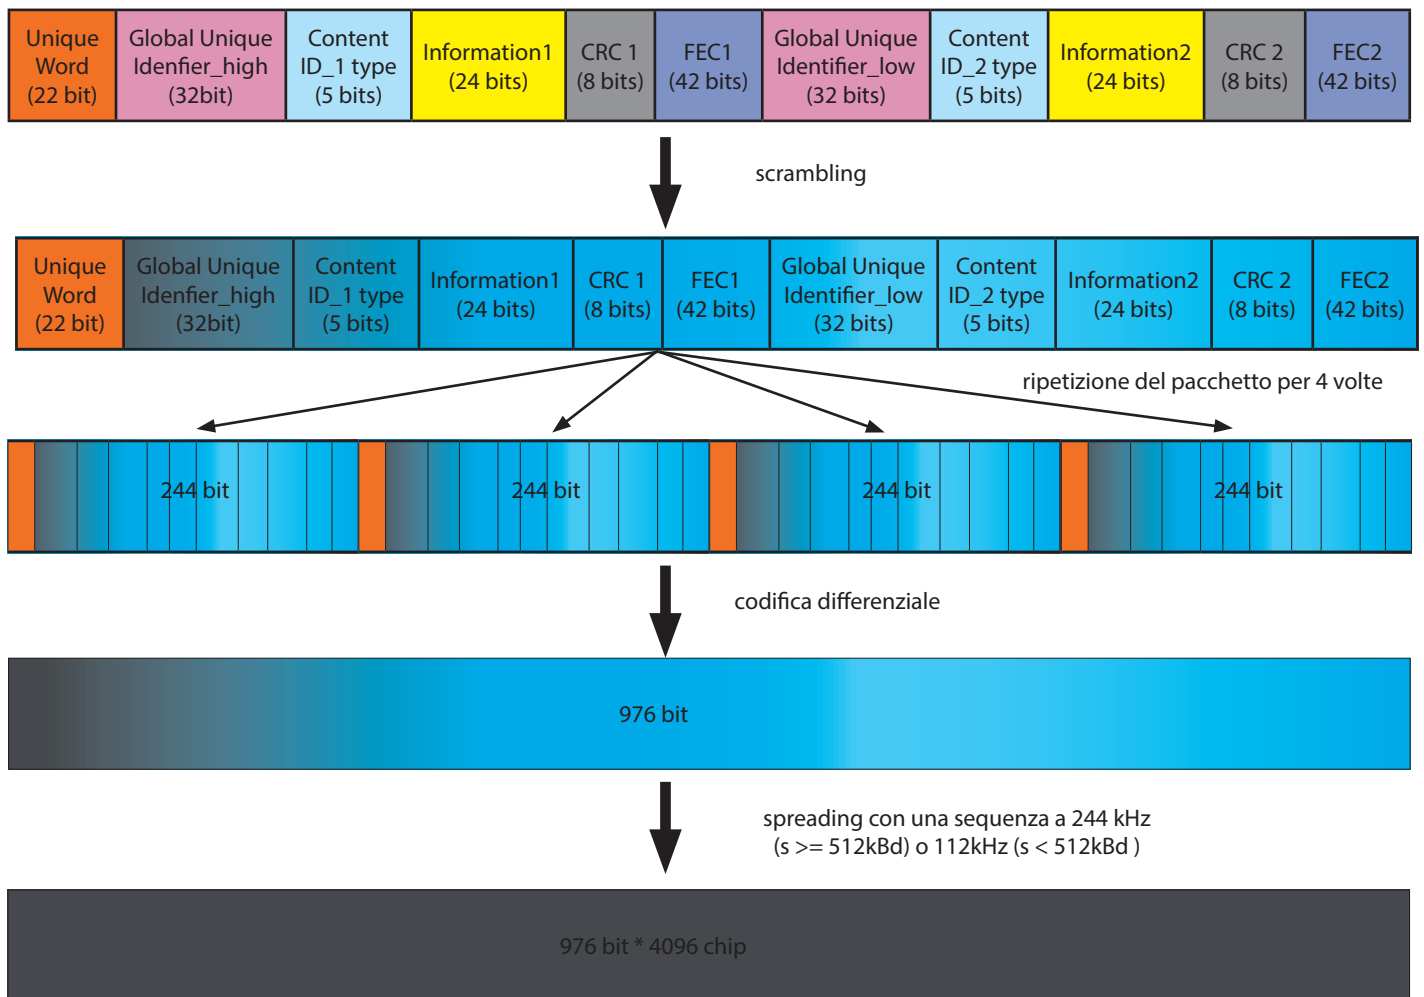 Unique
Word
(22 bit)
Global Unique
Idenfier_high
(32bit)
Content
ID_1 type
(5 bits)
Information1
(24 bits)
CRC 1
(8 bits)
FEC1
(42 bits)
Global Unique
Identifier_low
(32 bits)
Content
ID_2 type
(5 bits)
Information2
(24 bits)
CRC 2
(8 bits)
FEC2
(42 bits)
scrambling
Unique
Word
(22 bit)
Global Unique
Idenfier_high
(32bit)
Content
ID_1 type
(5 bits)
Information1
(24 bits)
CRC 1
(8 bits)
FEC1
(42 bits)
Global Unique
Identifier_low
(32 bits)
Content
ID_2 type
(5 bits)
Information2
(24 bits)
CRC 2
(8 bits)
FEC2
(42 bits)
ripetizione del pacchetto per 4 volte
244 bit
244 bit
244 bit
244 bit
codifica differenziale
976 bit
spreading con una sequenza a 244 kHz
(s >= 512kBd) o 112kHz (s < 512kBd )
976 bit * 4096 chip